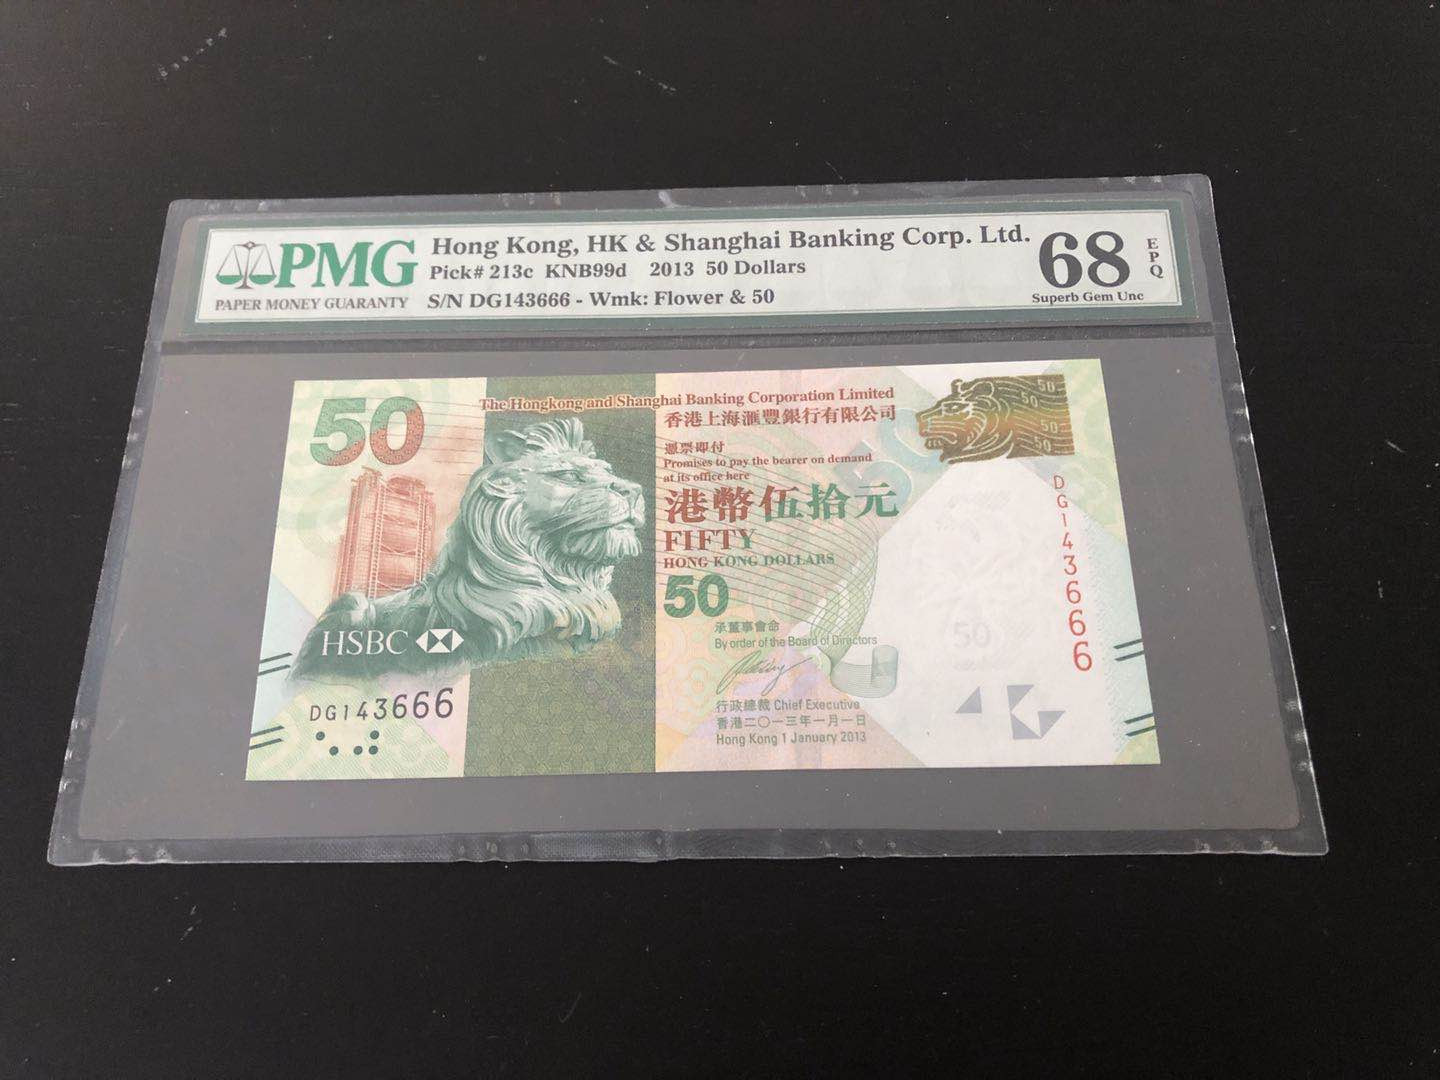 PMG
PAPER MONEY GUARANTY
Hong Kong, HK & Shanghai Banking Corp. Ltd.
Pick# 213c KNB99d 2013 50 Dollars
S/N DG143666 - Wmk: Flower & 50
68
EPQ
Superb Gem Unc
50
The Hongkong and Shanghai Banking Corporation Limited
香港上海滙豐銀行有限公司
憑票即付
Promises to pay the bearer on demand
at its office here
港幣伍拾元
FIFTY
HONG KONG DOLLARS
50
承董事會命
By order of the Board of Directors
行政總裁 Chief Executive
香港二〇一三年一月一日
Hong Kong 1 January 2013
HSBC
DG143666
50
50
50
50
DG143666
50